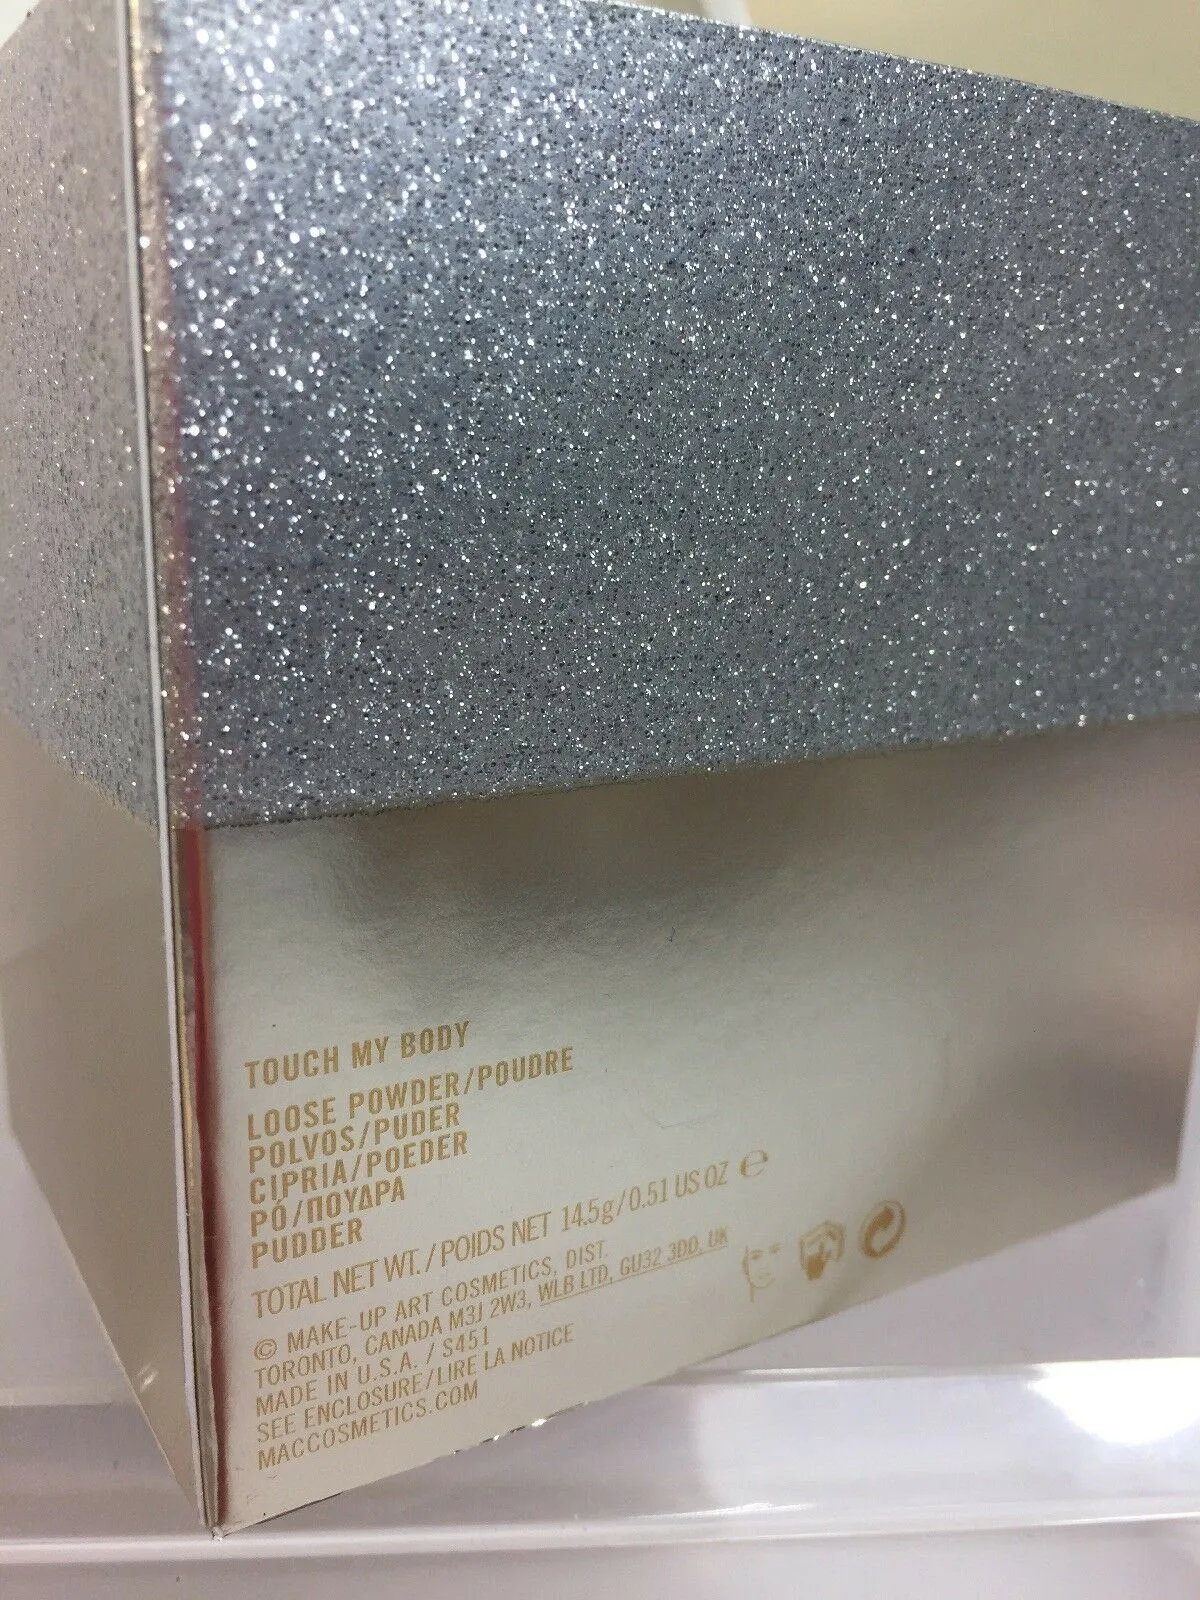 TOUCH MY BODY
LOOSE POWDER/POUDRE
POLVOS/PUDER
CIPRIA/POEDER
PÓ/ΠΟΥΔΡΑ
PUDDER
TOTAL NET WT./POIDS NET 14.5g/0.51 US OZ ℮
© MAKE-UP ART COSMETICS, DIST.
TORONTO, CANADA M3J 2W3, WLB LTD, GU32 3DD, UK
MADE IN U.S.A. / S451
SEE ENCLOSURE/LIRE LA NOTICE
MACCOSMETICS.COM